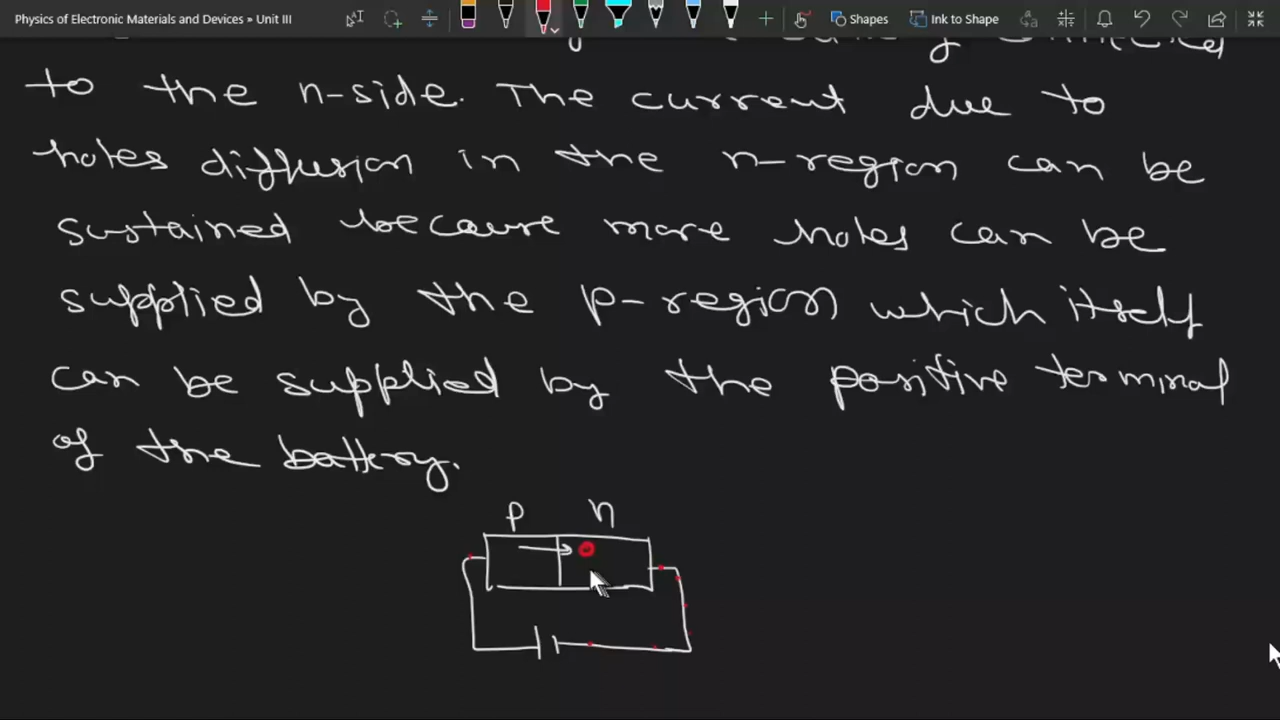 Physics of Electronic Materials and Devices » Unit III
Shapes
Ink to Shape
to the n-side. The current due to
holes diffusion in the n-region can be
sustained because more holes can be
supplied by the p-region which itself
can be supplied by the positive terminal
of the battery.
p n